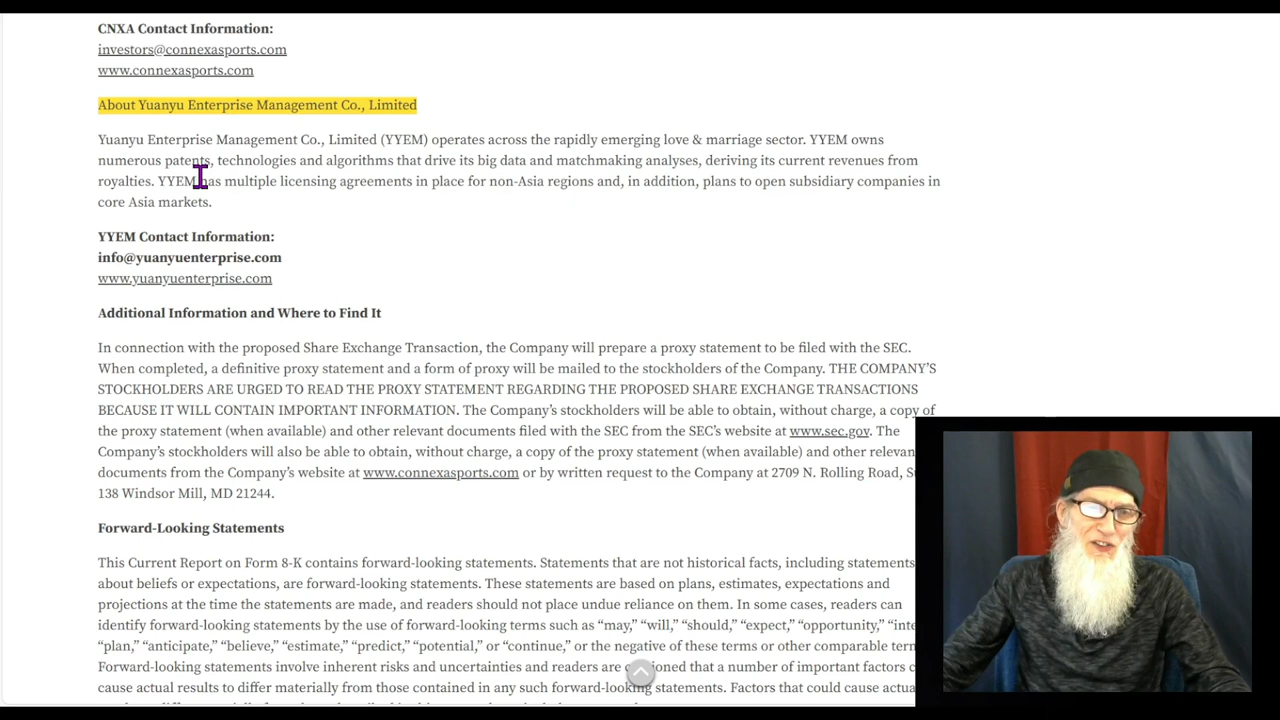 CNXA Contact Information:
investors@connexasports.com
www.connexasports.com
About Yuanyu Enterprise Management Co., Limited
Yuanyu Enterprise Management Co., Limited (YYEM) operates across the rapidly emerging love & marriage sector. YYEM owns
numerous patents, technologies and algorithms that drive its big data and matchmaking analyses, deriving its current revenues from
royalties. YYEM has multiple licensing agreements in place for non-Asia regions and, in addition, plans to open subsidiary companies in
core Asia markets.
YYEM Contact Information:
info@yuanyuenterprise.com
www.yuanyuenterprise.com
Additional Information and Where to Find It
In connection with the proposed Share Exchange Transaction, the Company will prepare a proxy statement to be filed with the SEC.
When completed, a definitive proxy statement and a form of proxy will be mailed to the stockholders of the Company. THE COMPANY’S
STOCKHOLDERS ARE URGED TO READ THE PROXY STATEMENT REGARDING THE PROPOSED SHARE EXCHANGE TRANSACTIONS
BECAUSE IT WILL CONTAIN IMPORTANT INFORMATION. The Company’s stockholders will be able to obtain, without charge, a copy of
the proxy statement (when available) and other relevant documents filed with the SEC from the SEC’s website at www.sec.gov. The
Company’s stockholders will also be able to obtain, without charge, a copy of the proxy statement (when available) and other relevan
documents from the Company’s website at www.connexasports.com or by written request to the Company at 2709 N. Rolling Road,
138 Windsor Mill, MD 21244.
Forward-Looking Statements
This Current Report on Form 8-K contains forward-looking statements. Statements that are not historical facts, including statements
about beliefs or expectations, are forward-looking statements. These statements are based on plans, estimates, expectations and
projections at the time the statements are made, and readers should not place undue reliance on them. In some cases, readers can
identify forward-looking statements by the use of forward-looking terms such as “may,” “will,” “should,” “expect,” “opportunity,” “inte
“plan,” “anticipate,” “believe,” “estimate,” “predict,” “potential,” or “continue,” or the negative of these terms or other comparable term
Forward-looking statements involve inherent risks and uncertainties and readers are that a number of important factors
cause actual results to differ materially from those contained in any such forward-looking statements. Factors that could cause actua